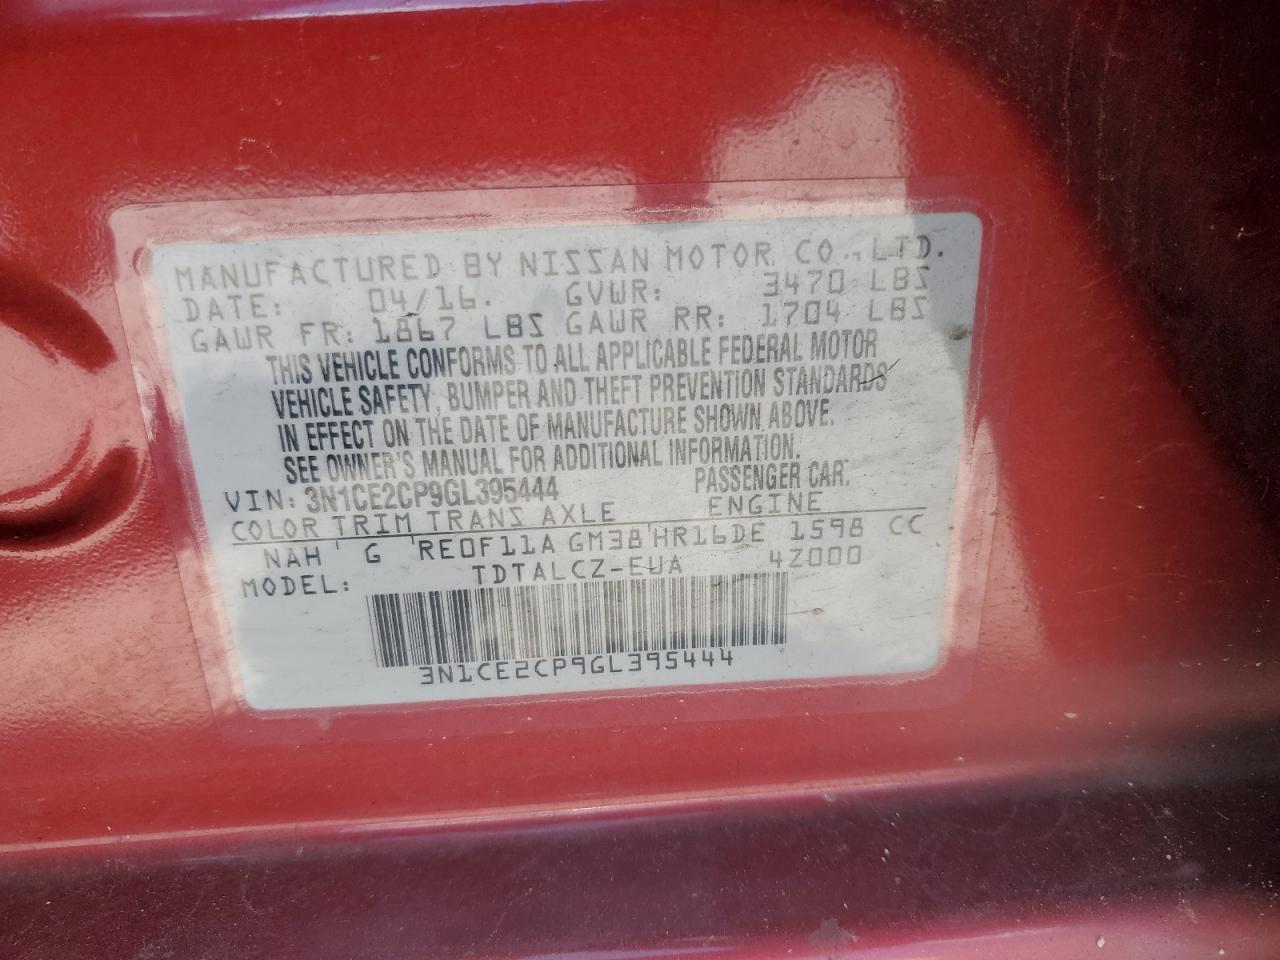 MANUFACTURED BY NISSAN MOTOR CO., LTD.
DATE: 04/16. GVWR: 3470 LBS
GAWR FR: 1867 LBS GAWR RR: 1704 LBS
THIS VEHICLE CONFORMS TO ALL APPLICABLE FEDERAL MOTOR
VEHICLE SAFETY, BUMPER AND THEFT PREVENTION STANDARDS
IN EFFECT ON THE DATE OF MANUFACTURE SHOWN ABOVE.
SEE OWNER'S MANUAL FOR ADDITIONAL INFORMATION.
VIN: 3N1CE2CP9GL395444 PASSENGER CAR.
COLOR TRIM TRANS AXLE ENGINE
NAH G RE0F11A GM38 HR16DE 1598 CC
MODEL: TDTALCZ-EUA 4Z000
3N1CE2CP9GL395444